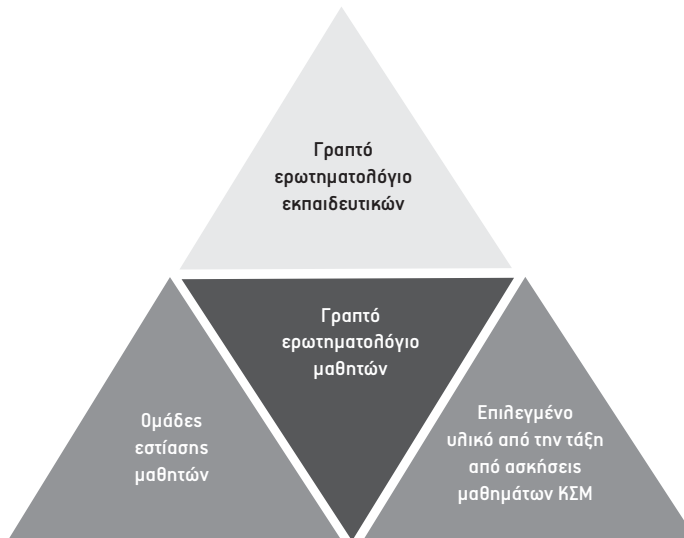 Γραπτό
ερωτηματολόγιο
εκπαιδευτικών
Γραπτό
ερωτηματολόγιο
μαθητών
Ομάδες
εστίασης
μαθητών
Επιλεγμένο
υλικό από την τάξη
από ασκήσεις
μαθημάτων ΚΣΜ